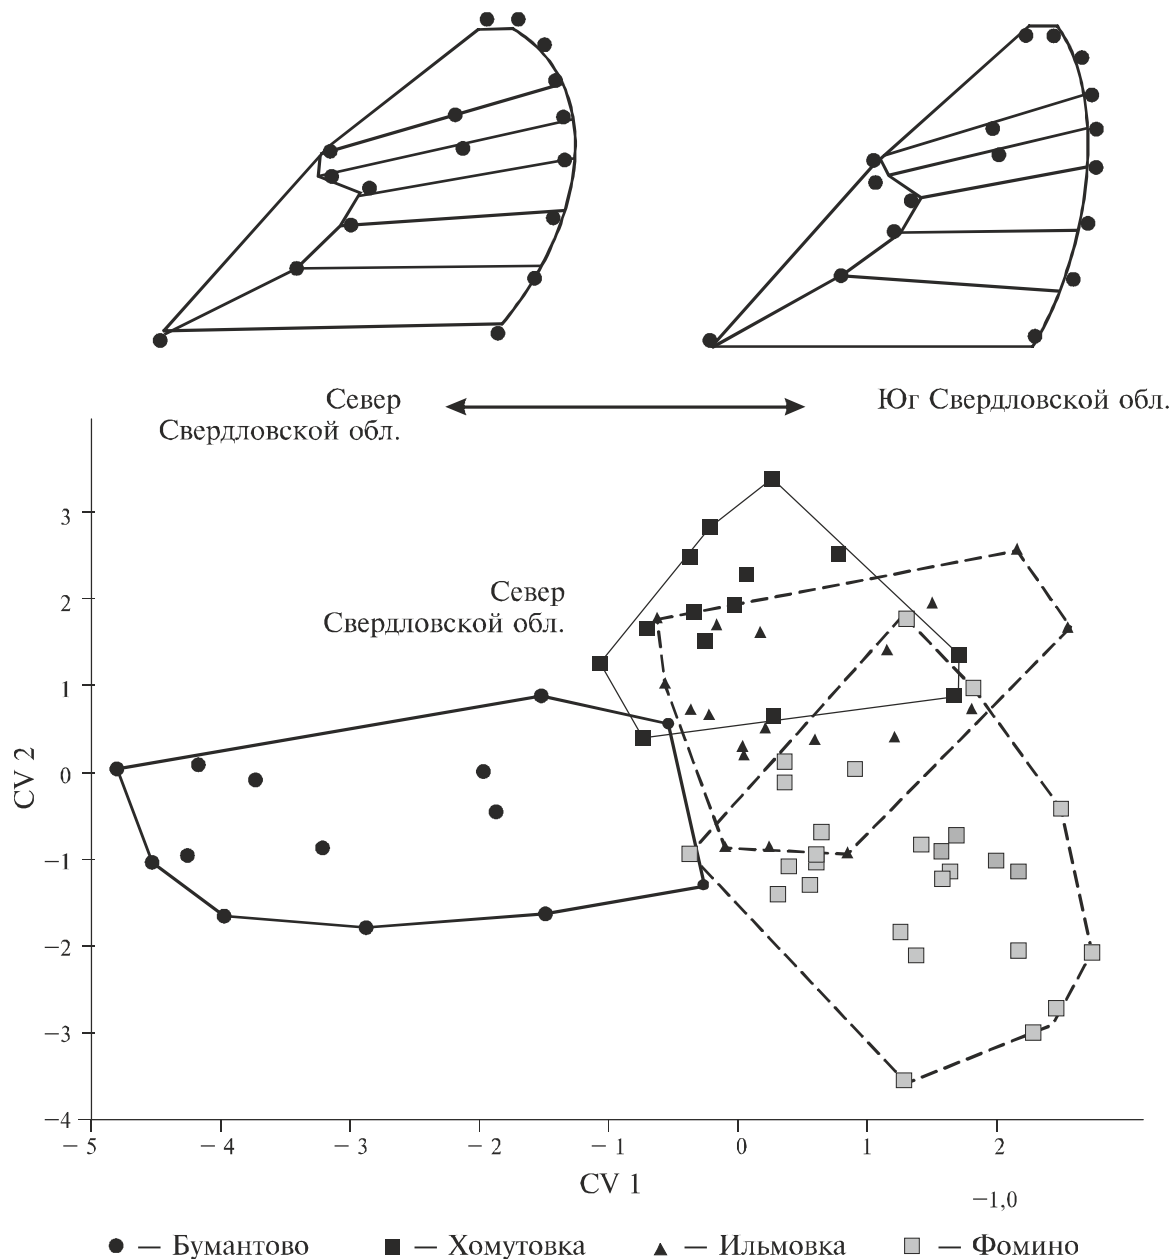 Север
Свердловской обл.
Юг Свердловской обл.
3
Север
Свердловской обл.
2
1
0
−1
−2
−3
−4
CV 2
−5 −4 −3 −2 −1 0 1 2
CV 1
−1,0
— Бумантово — Хомутовка — Ильмовка — Фомино